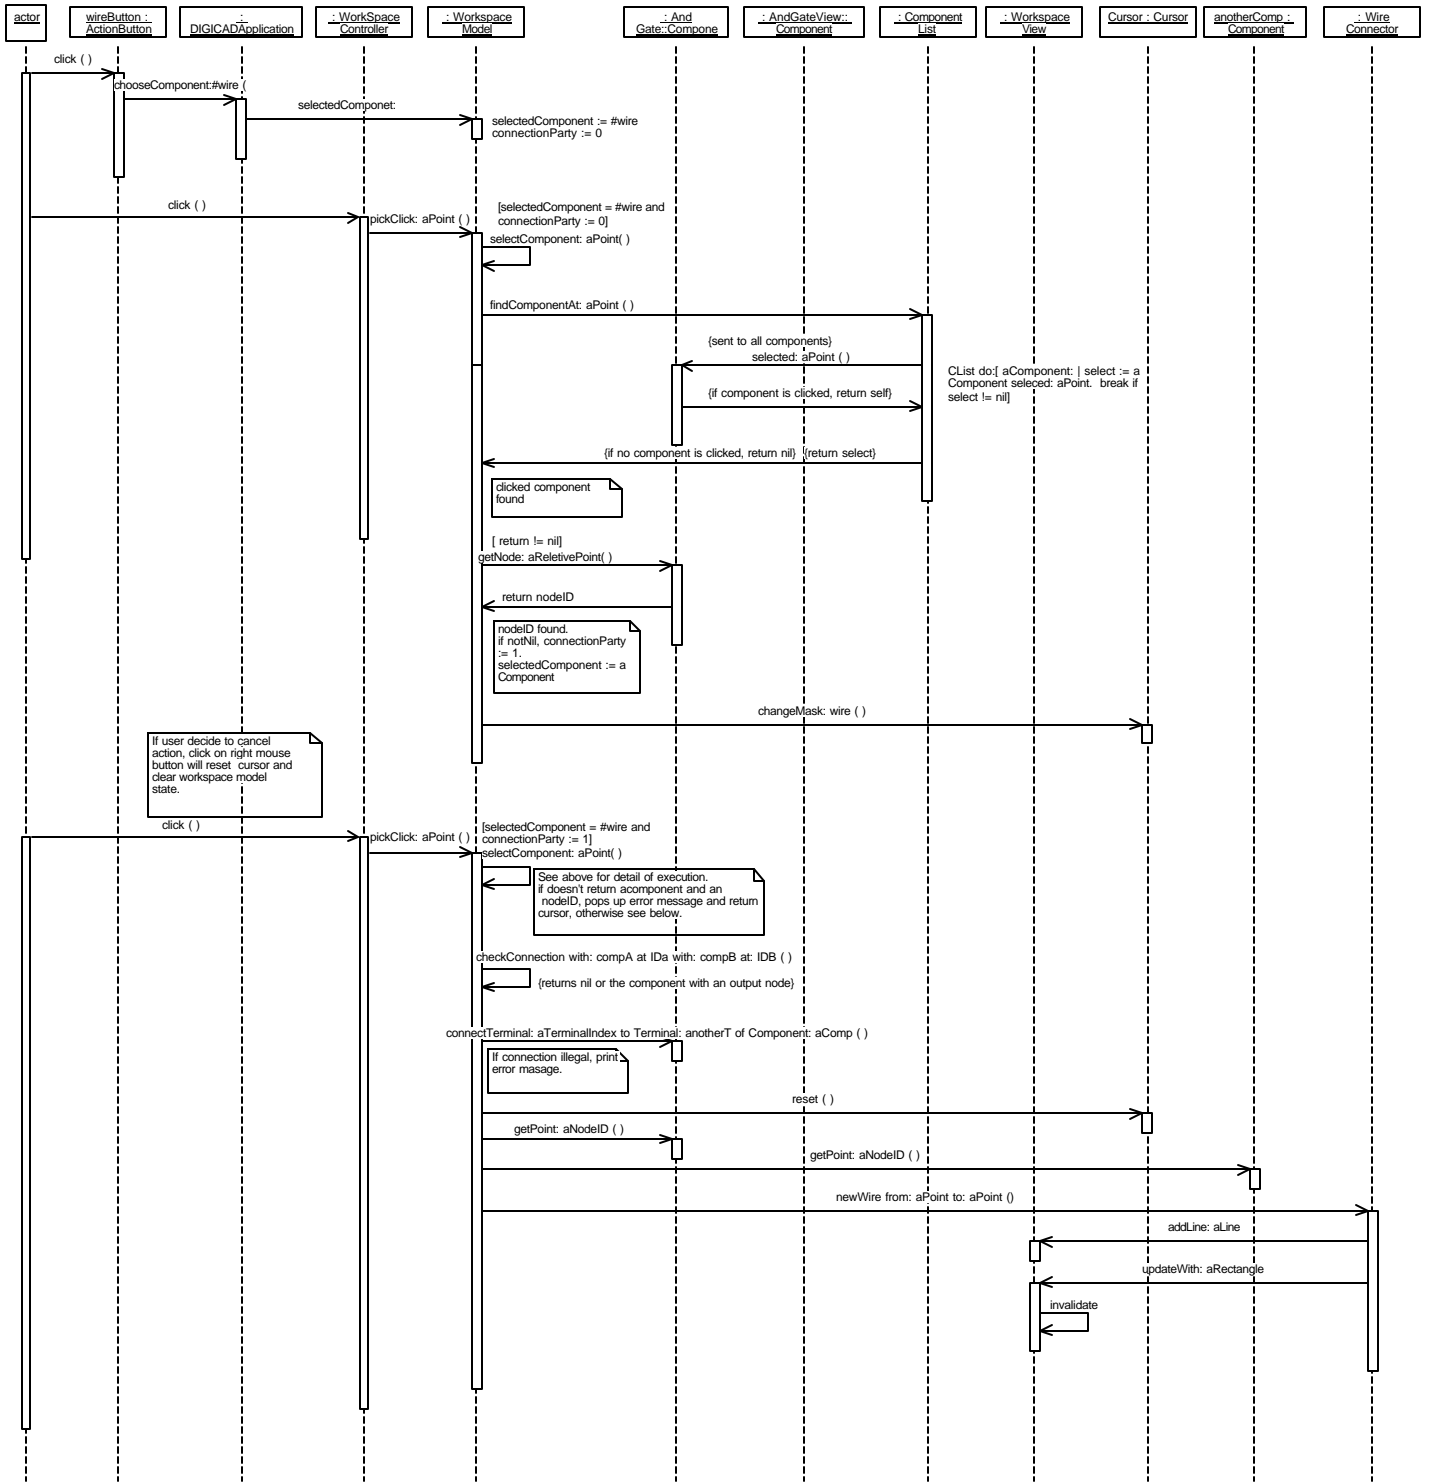 actor
wireButton :
ActionButton
:
DIGICADApplication
: WorkSpace
Controller
: Workspace
Model
: And
Gate::Compone
: AndGateView::
Component
: Component
List
: Workspace
View
Cursor : Cursor
anotherComp :
Component
: Wire
Connector
click ( )
chooseComponent:#wire (
selectedComponet:
selectedComponent := #wire
connectionParty := 0
click ( )
pickClick: aPoint ( )
[selectedComponent = #wire and
connectionParty := 0]
selectComponent: aPoint( )
findComponentAt: aPoint ( )
{sent to all components}
selected: aPoint ( )
CList do:[ aComponent: | select := a
Component seleced: aPoint.  break if
select != nil]
{if component is clicked, return self}
{if no component is clicked, return nil}  {return select}
clicked component
found
[ return != nil]
getNode: aReletivePoint( )
return nodeID
nodeID found.
if notNil, connectionParty
:= 1.
selectedComponent := a
Component
changeMask: wire ( )
If user decide to cancel
action, click on right mouse
button will reset  cursor and
clear workspace model
state.
click ( )
pickClick: aPoint ( )
[selectedComponent = #wire and
connectionParty := 1]
selectComponent: aPoint( )
See above for detail of execution.
if doesn't return acomponent and an
nodeID, pops up error message and return
cursor, otherwise see below.
checkConnection with: compA at IDa with: compB at: IDB ( )
{returns nil or the component with an output node}
connectTerminal: aTerminalIndex to Terminal: anotherT of Component: aComp ( )
If connection illegal, print
error masage.
reset ( )
getPoint: aNodeID ( )
getPoint: aNodeID ( )
newWire from: aPoint to: aPoint ()
addLine: aLine
updateWith: aRectangle
invalidate